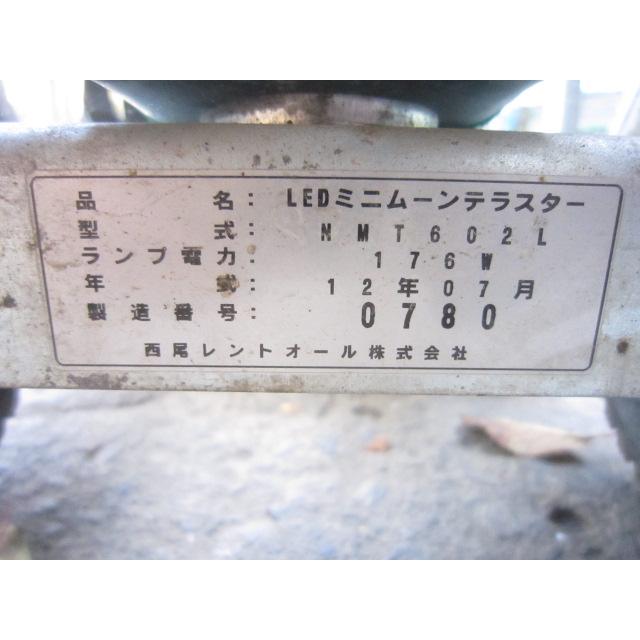 品名： LEDミニムーンテラスター
型式： NMT602L
ランプ電力： 176W
年式： 12年07月
製造番号： 0780
西尾レントオール株式会社